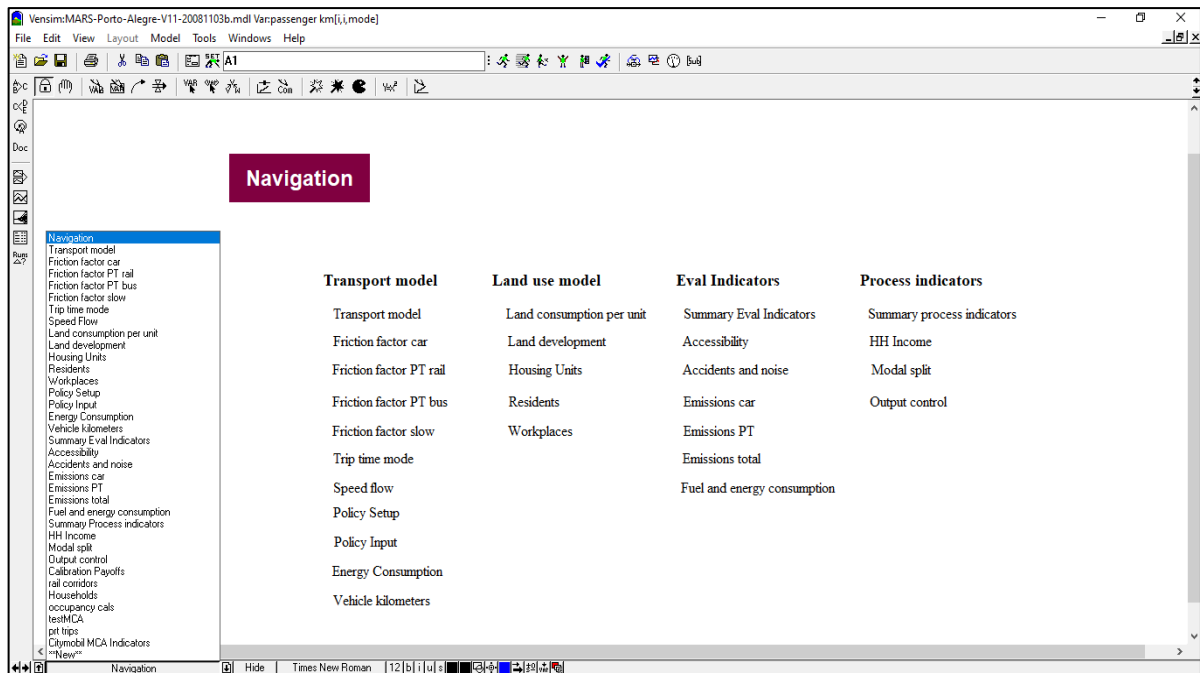 Vensim:MARS-Porto-Alegre-V11-20081103b.mdl Var:passenger km[i,i,mode]
File Edit View Layout Model Tools Windows Help
SET A1
VAR
Com
Doc
Navigation
Navigation
Transport model
Friction factor car
Friction factor PT rail
Friction factor PT bus
Friction factor slow
Trip time mode
Speed Flow
Land consumption per unit
Land development
Housing Units
Residents
Workplaces
Policy Setup
Policy Input
Energy Consumption
Vehicle kilometers
Summary Eval Indicators
Accessibility
Accidents and noise
Emissions car
Emissions PT
Emissions total
Fuel and energy consumption
Summary Process indicators
HH Income
Modal split
Output control
Calibration Payoffs
rail corridors
Households
occupancy cals
testMCA
prt trips
Citymobil MCA Indicators
**New**
Transport model
Transport model
Friction factor car
Friction factor PT rail
Friction factor PT bus
Friction factor slow
Trip time mode
Speed flow
Policy Setup
Policy Input
Energy Consumption
Vehicle kilometers
Land use model
Land consumption per unit
Land development
Housing Units
Residents
Workplaces
Eval Indicators
Summary Eval Indicators
Accessibility
Accidents and noise
Emissions car
Emissions PT
Emissions total
Fuel and energy consumption
Process indicators
Summary process indicators
HH Income
Modal split
Output control
Navigation Hide Times New Roman 12 b i u s